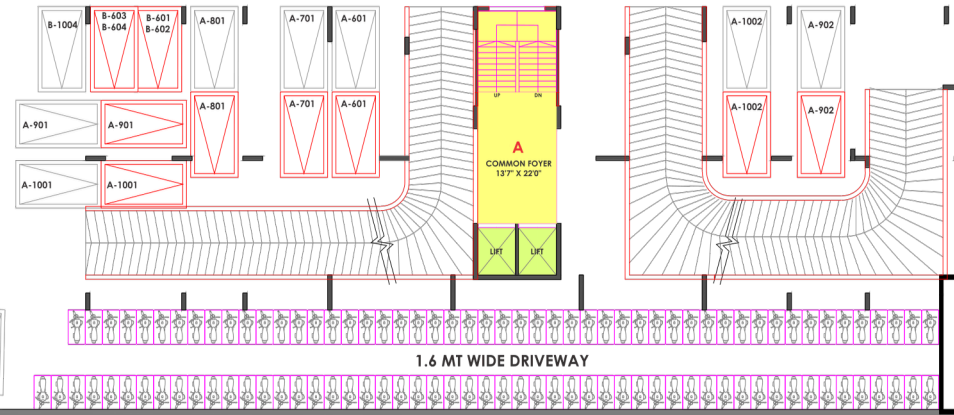 B-1004
B-603
B-604
B-601
B-602
A-801
A-701
A-601
A-1002
A-902
A-901
A-901
A-801
A-701
A-601
A-1002
A-902
UP
DN
A
COMMON FOYER
13'7" X 22'0"
A-1001
A-1001
LIFT
LIFT
1.6 MT WIDE DRIVEWAY